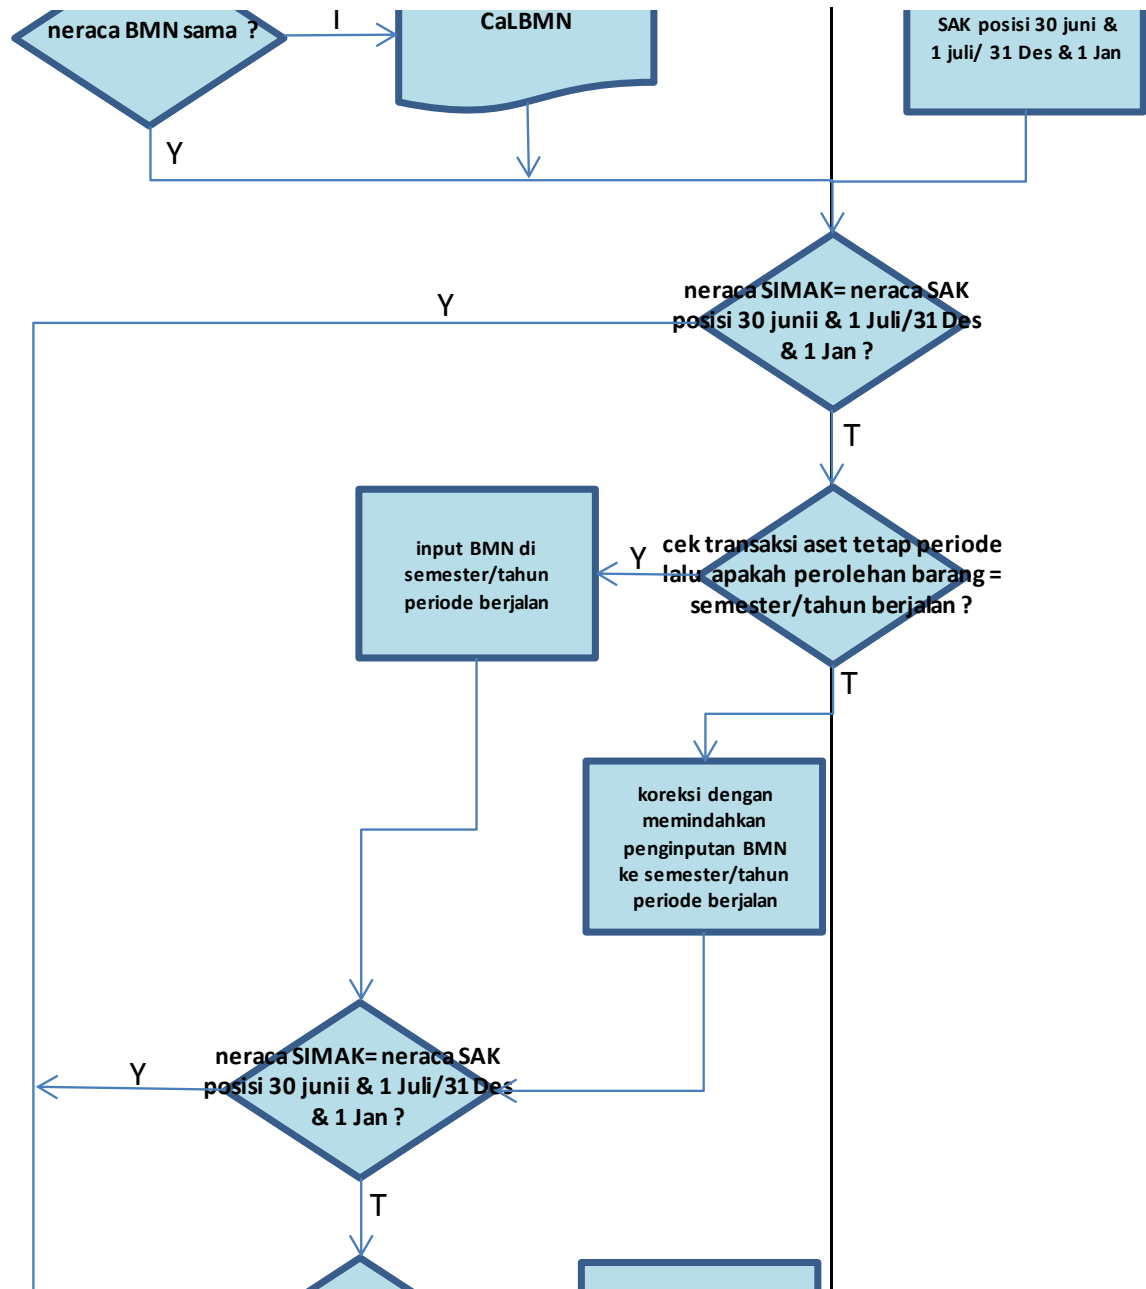 neraca BMN sama ?
CaLBMN
SAK posisi 30 juni &
1 juli/ 31 Des & 1 Jan
Y
neraca SIMAK= neraca SAK
posisi 30 junii & 1 Juli/31 Des
& 1 Jan ?
Y
T
cek transaksi aset tetap periode
lalu apakah perolehan barang =
semester/tahun berjalan ?
Y
input BMN di
semester/tahun
periode berjalan
T
koreksi dengan
memindahkan
penginputan BMN
ke semester/tahun
periode berjalan
neraca SIMAK= neraca SAK
posisi 30 junii & 1 Juli/31 Des
& 1 Jan ?
Y
T